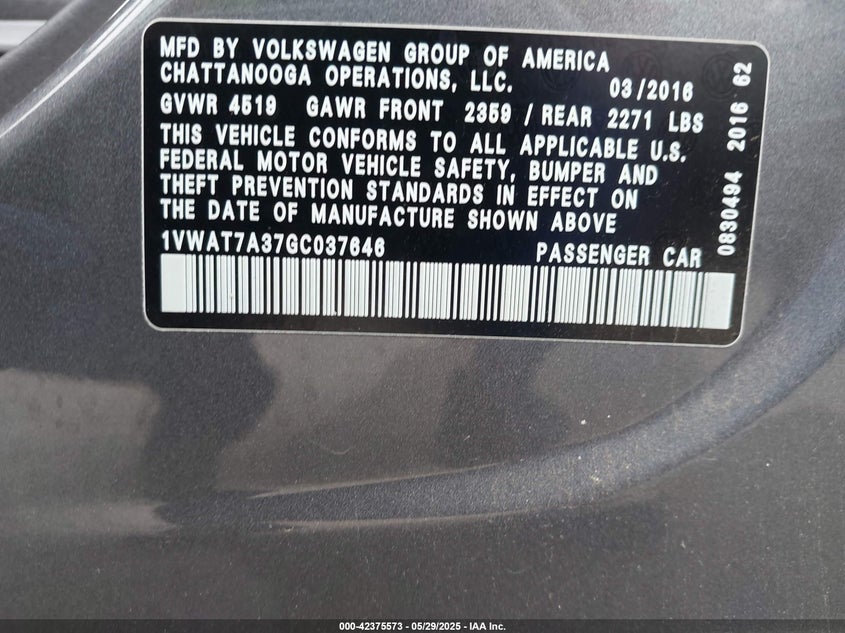 MFD BY VOLKSWAGEN GROUP OF AMERICA
CHATTANOOGA OPERATIONS, LLC. 03/2016
GVWR 4519 GAWR FRONT 2359 / REAR 2271 LBS
THIS VEHICLE CONFORMS TO ALL APPLICABLE U.S.
FEDERAL MOTOR VEHICLE SAFETY, BUMPER AND
THEFT PREVENTION STANDARDS IN EFFECT ON
THE DATE OF MANUFACTURE SHOWN ABOVE
1VWAT7A37GC037646 PASSENGER CAR
0830494 2016 62
000-42375573 - 05/29/2025 - IAA Inc.